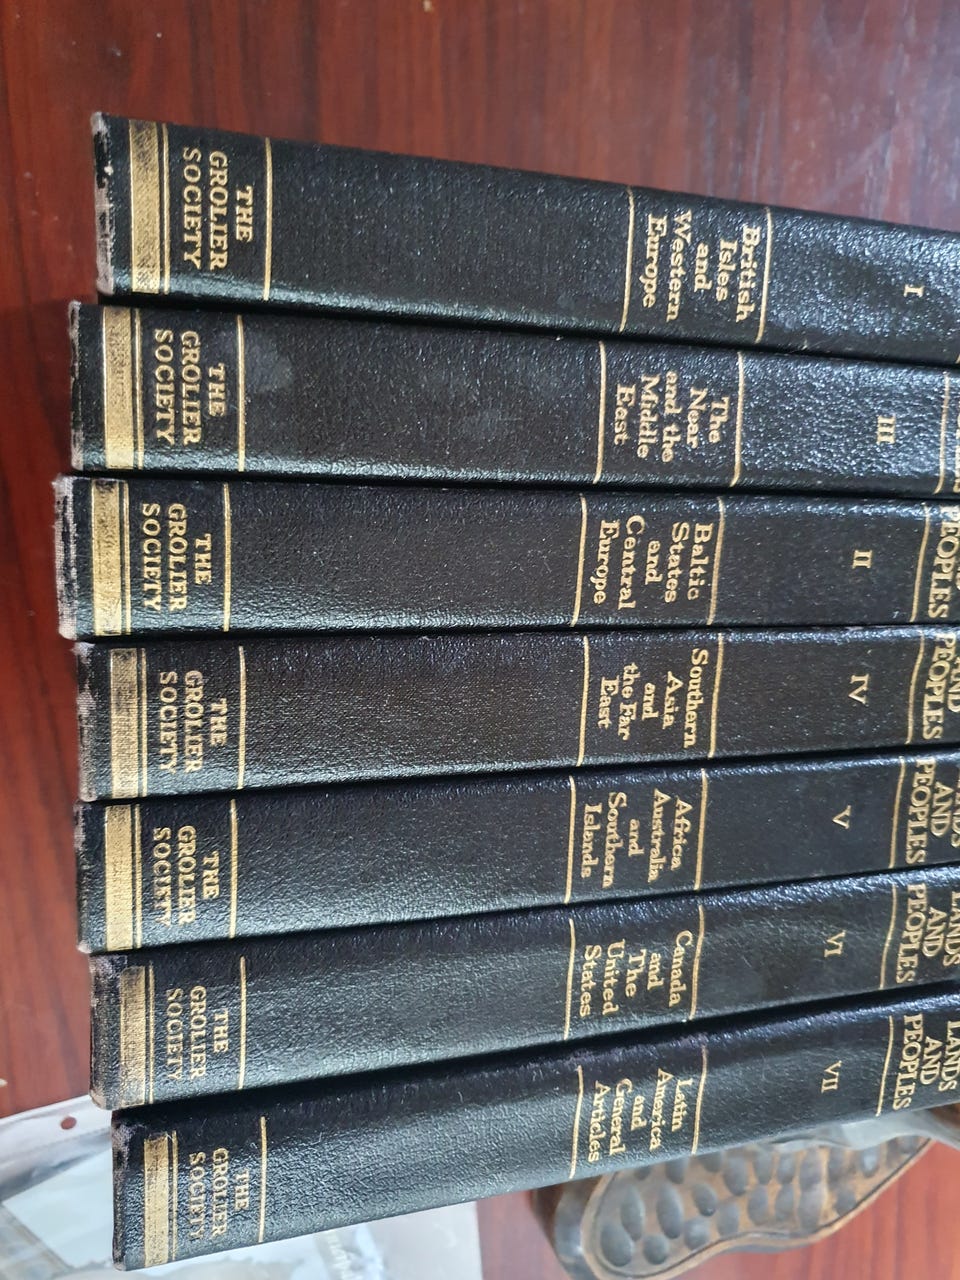 I
British
Isles
and
Western
Europe
THE
GROLIER
SOCIETY
III
The
Near
and the
Middle
East
THE
GROLIER
SOCIETY
PEOPLES
II
Baltic
States
and
Central
Europe
THE
GROLIER
SOCIETY
AND
PEOPLES
IV
Southern
Asia
and
the Far
East
THE
GROLIER
SOCIETY
LANDS
AND
PEOPLES
V
Africa
Australia
and
Southern
Islands
THE
GROLIER
SOCIETY
LANDS
AND
PEOPLES
VI
Canada
and
The
United
States
THE
GROLIER
SOCIETY
LANDS
AND
PEOPLES
VII
Latin
America
and
General
Articles
THE
GROLIER
SOCIETY